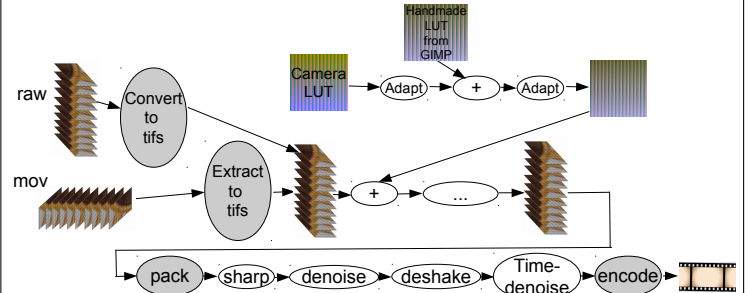 Handmade
LUT
from
GIMP
Camera
LUT
Adapt
+
Adapt
raw
Convert
to
tifs
mov
Extract
to
tifs
+
...
pack
sharp
denoise
deshake
Time-
denoise
encode